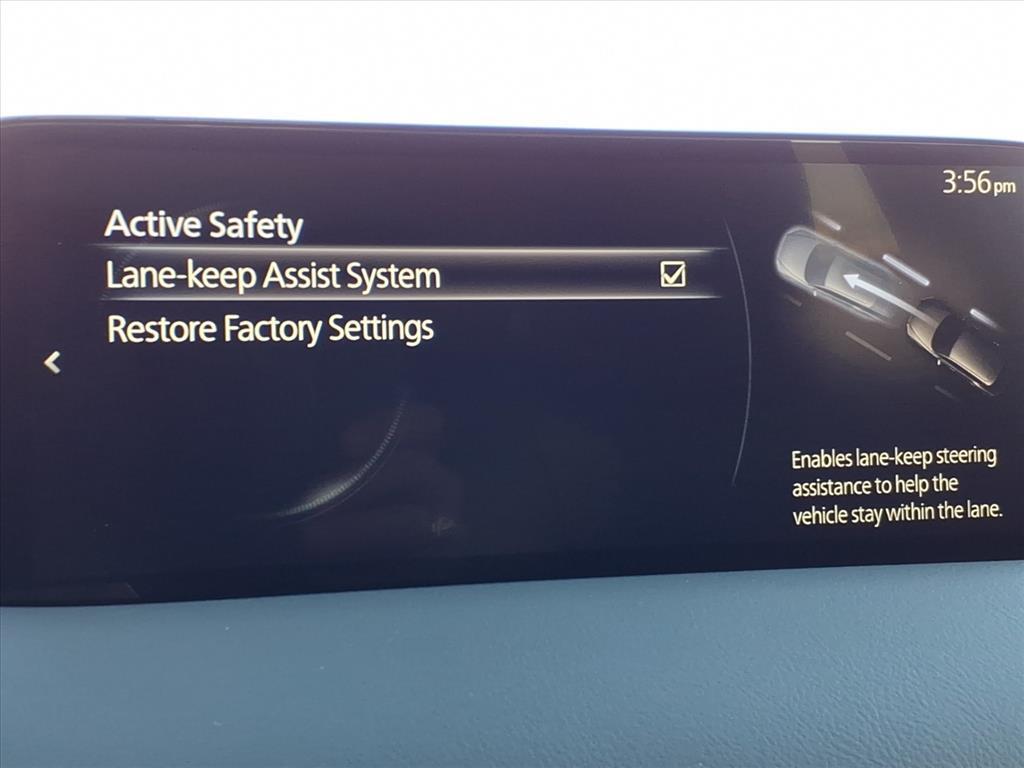 3:56pm
Active Safety
Lane-keep Assist System
Restore Factory Settings
Enables lane-keep steering
assistance to help the
vehicle stay within the lane.